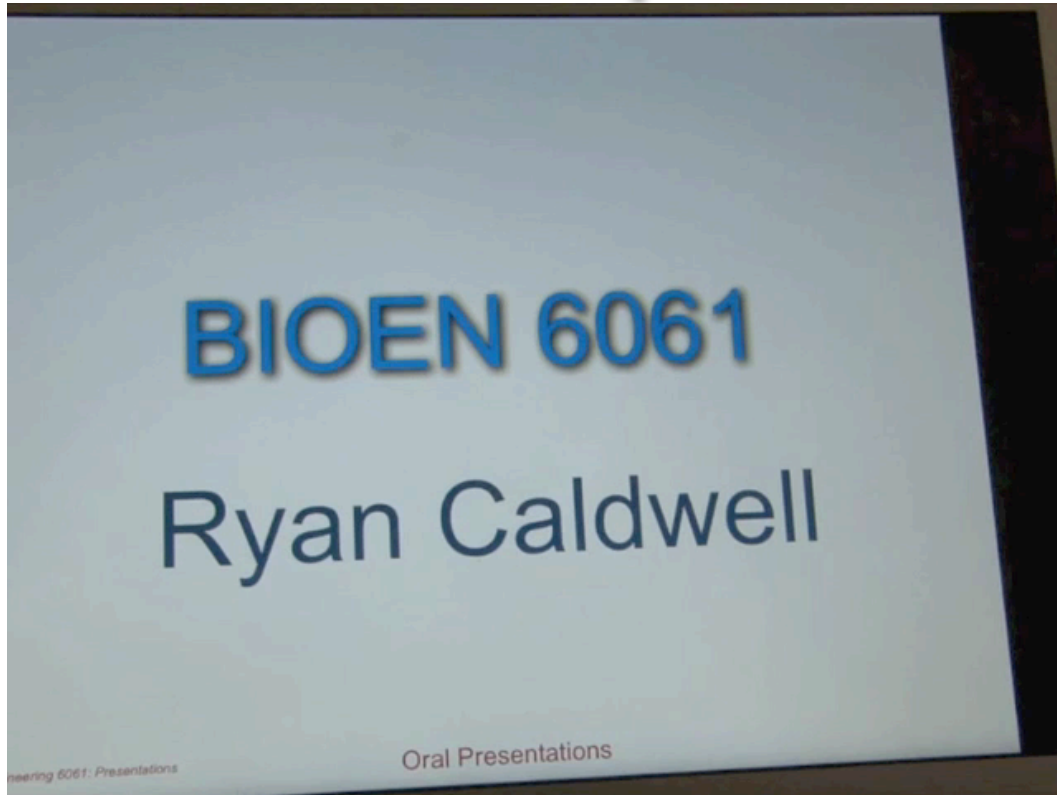 BIOEN 6061
Ryan Caldwell
Oral Presentations
neering 6061: Presentations